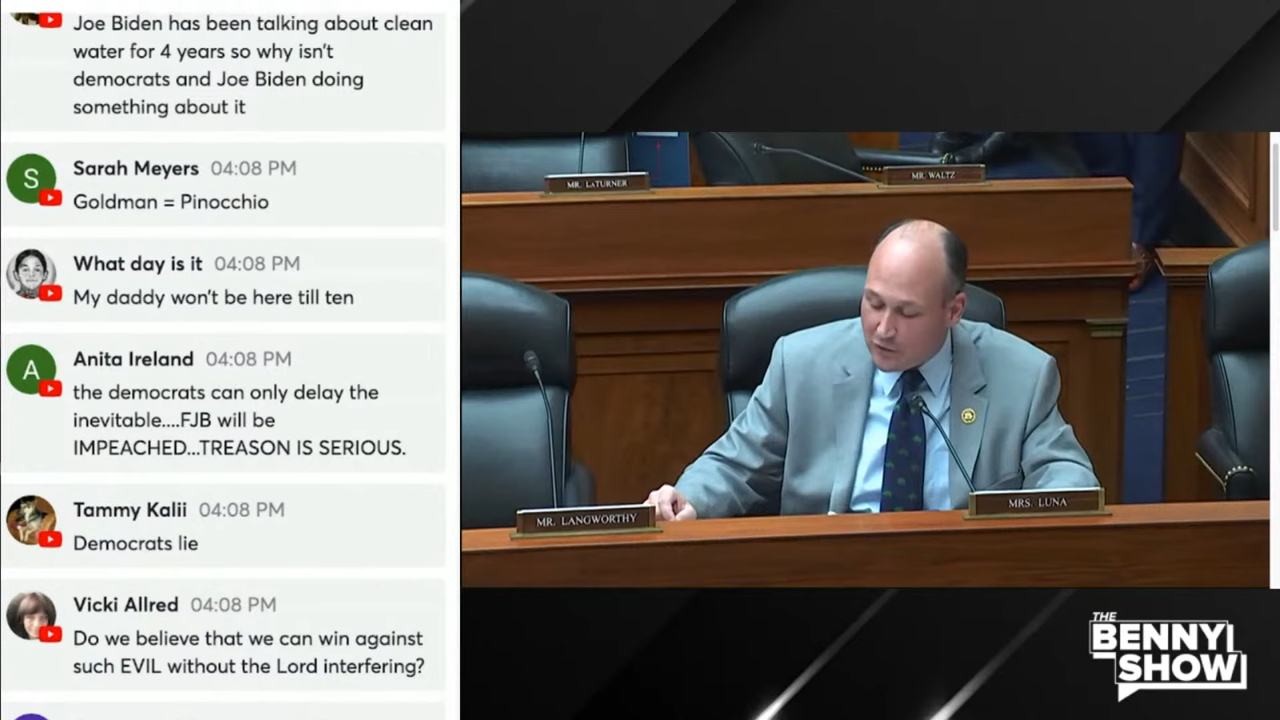 Joe Biden has been talking about clean
water for 4 years so why isn't
democrats and Joe Biden doing
something about it
S
Sarah Meyers 04:08 PM
Goldman = Pinocchio
What day is it 04:08 PM
My daddy won't be here till ten
A
Anita Ireland 04:08 PM
the democrats can only delay the
inevitable....FJB will be
IMPEACHED...TREASON IS SERIOUS.
Tammy Kalii 04:08 PM
Democrats lie
Vicki Allred 04:08 PM
Do we believe that we can win against
such EVIL without the Lord interfering?
MR. LATURNER
MR. WALTZ
MR. LANGWORTHY
MRS. LUNA
THE
BENNY
SHOW